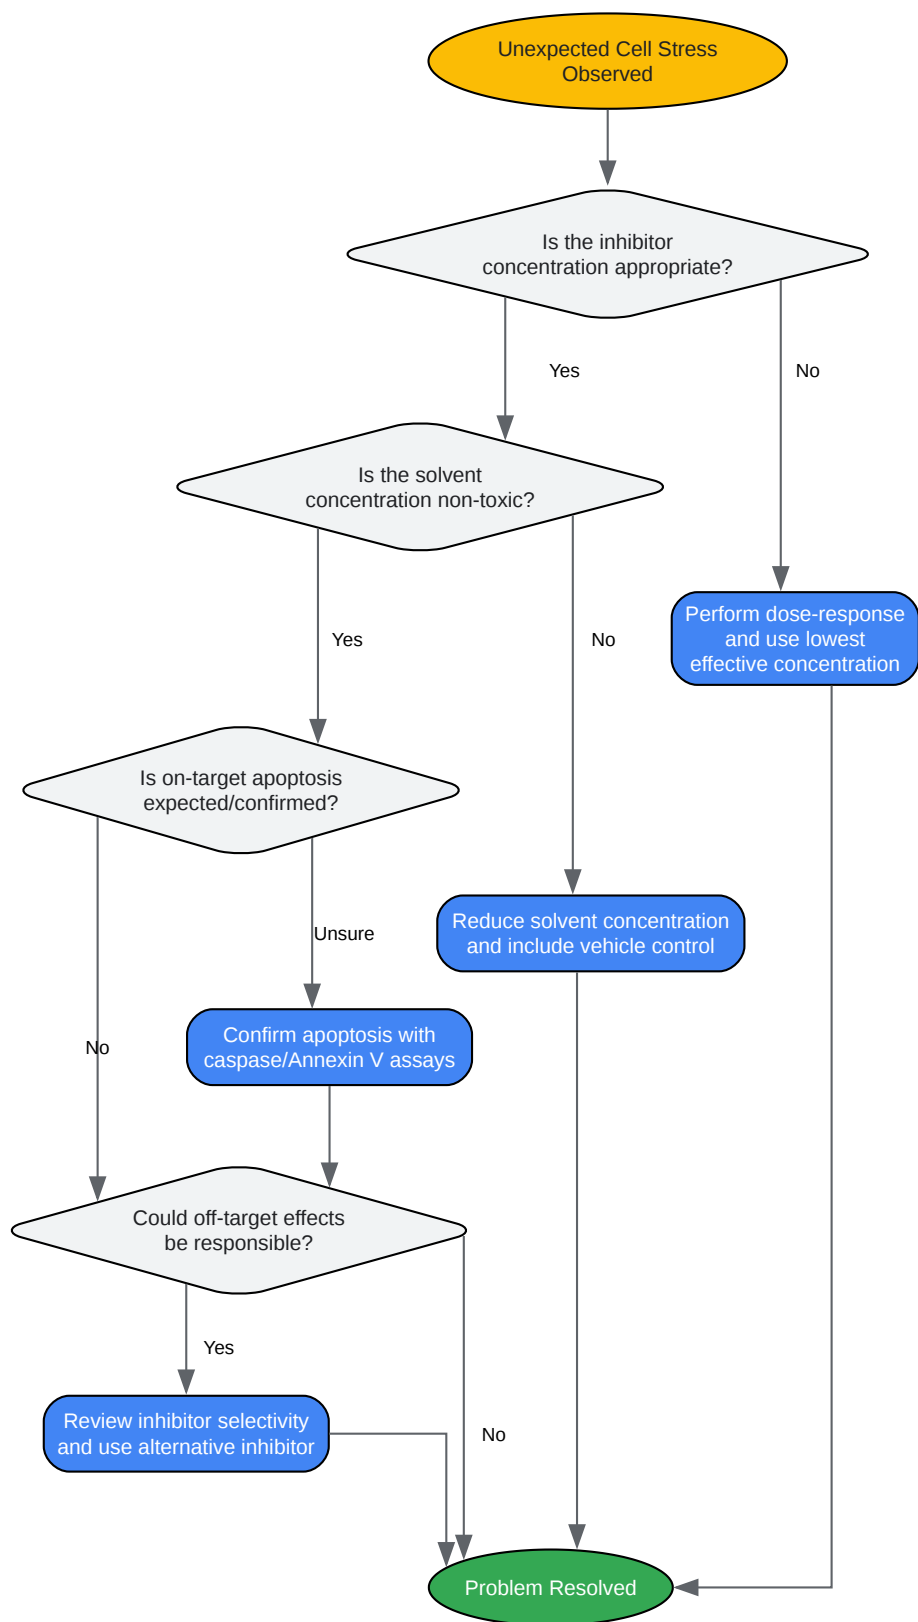 Unexpected Cell Stress
Observed
Is the inhibitor
concentration appropriate?
Yes
No
Is the solvent
concentration non-toxic?
Perform dose-response
and use lowest
effective concentration
Yes
No
Is on-target apoptosis
expected/confirmed?
Unsure
Reduce solvent concentration
and include vehicle control
Confirm apoptosis with
caspase/Annexin V assays
No
Could off-target effects
be responsible?
Yes
Review inhibitor selectivity
and use alternative inhibitor
No
Problem Resolved